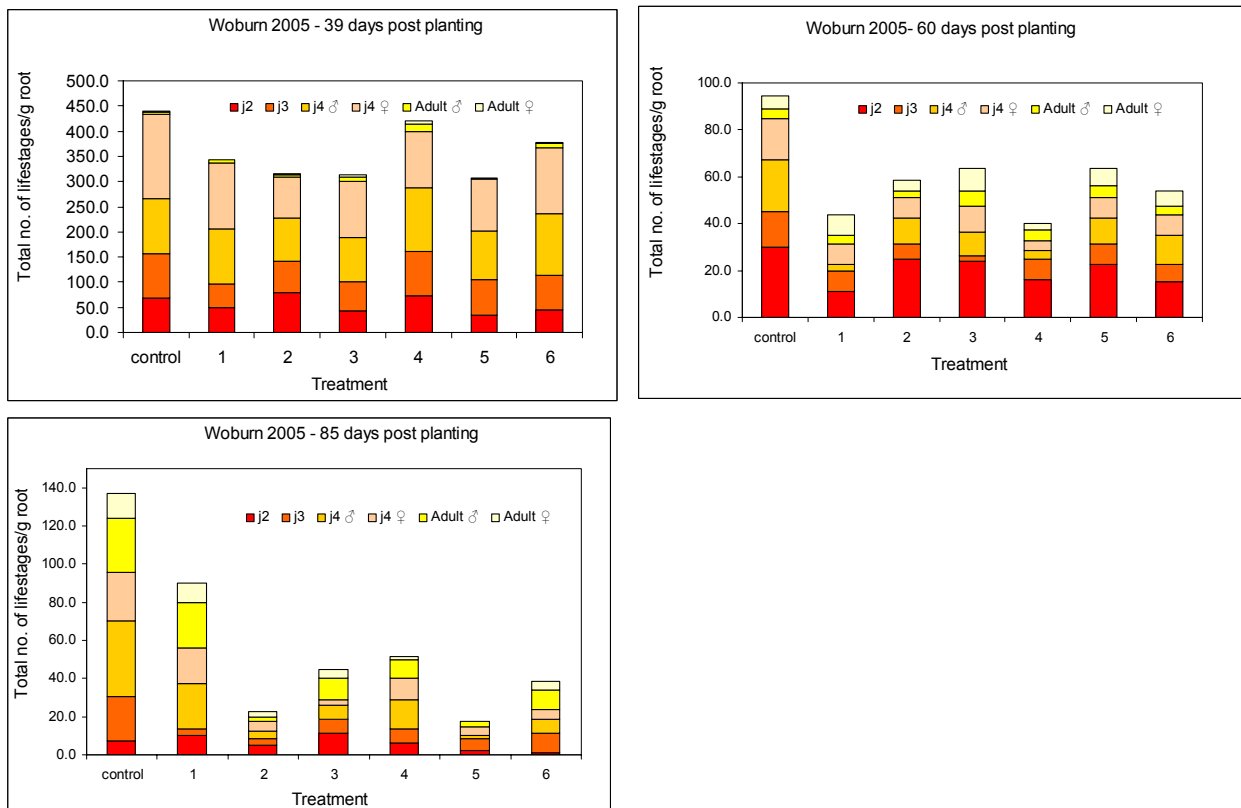 Woburn 2005 - 39 days post planting
Total no. of lifestages/g root
500.0
450.0
400.0
350.0
300.0
250.0
200.0
150.0
100.0
50.0
0.0
j2 j3 j4 ♂ j4 ♀ Adult ♂ Adult ♀
control 1 2 3 4 5 6
Treatment
Woburn 2005- 60 days post planting
Total no. of lifestages/g root
100.0
80.0
60.0
40.0
20.0
0.0
j2 j3 j4 ♂ j4 ♀ Adult ♂ Adult ♀
control 1 2 3 4 5 6
Treatment
Woburn 2005 - 85 days post planting
Total no. of lifestages/g root
140.0
120.0
100.0
80.0
60.0
40.0
20.0
0.0
j2 j3 j4 ♂ j4 ♀ Adult ♂ Adult ♀
control 1 2 3 4 5 6
Treatment